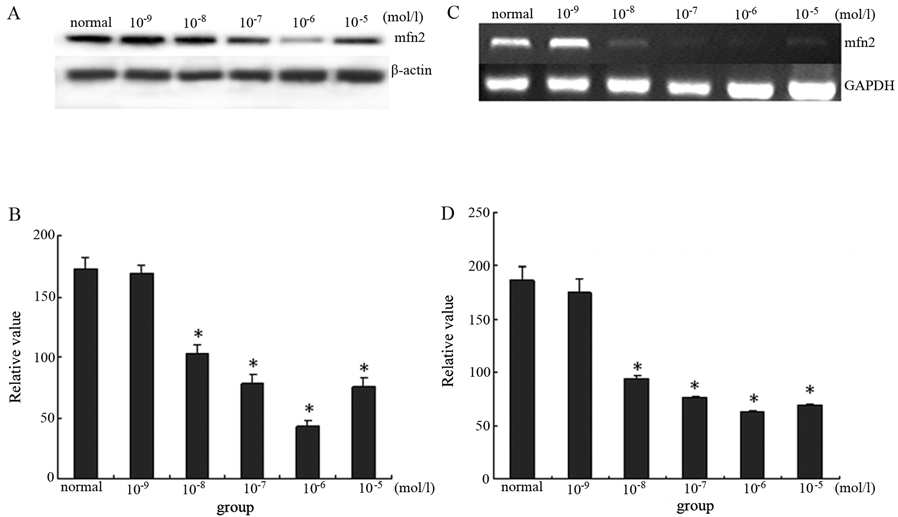 A
normal 10⁻⁹ 10⁻⁸ 10⁻⁷ 10⁻⁶ 10⁻⁵ (mol/l)
mfn2
β-actin
C
normal 10⁻⁹ 10⁻⁸ 10⁻⁷ 10⁻⁶ 10⁻⁵ (mol/l)
mfn2
GAPDH
B
200
150
100
50
0
Relative value
* * * *
normal 10⁻⁹ 10⁻⁸ 10⁻⁷ 10⁻⁶ 10⁻⁵ (mol/l)
group
D
250
200
150
100
50
0
Relative value
* * * *
normal 10⁻⁹ 10⁻⁸ 10⁻⁷ 10⁻⁶ 10⁻⁵ (mol/l)
group